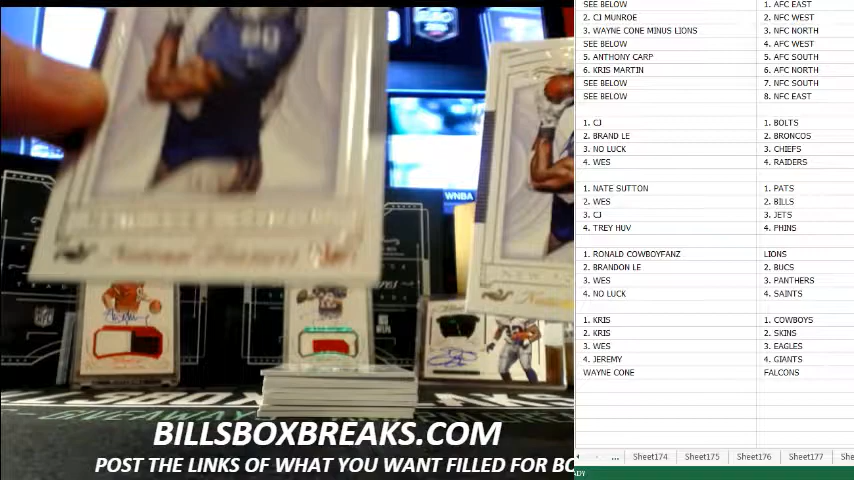 SEE BELOW 1. AFC EAST
2. CJ MUNROE 2. NFC WEST
3. WAYNE CONE MINUS LIONS 3. NFC NORTH
SEE BELOW 4. AFC WEST
5. ANTHONY CARP 5. AFC SOUTH
6. KRIS MARTIN 6. AFC NORTH
SEE BELOW 7. NFC SOUTH
SEE BELOW 8. NFC EAST
1. CJ 1. BOLTS
2. BRAND LE 2. BRONCOS
3. NO LUCK 3. CHIEFS
4. WES 4. RAIDERS
1. NATE SUTTON 1. PATS
2. WES 2. BILLS
3. CJ 3. JETS
4. TREY HUV 4. PHINS
1. RONALD COWBOYFANZ LIONS
2. BRANDON LE 2. BUCS
3. WES 3. PANTHERS
4. NO LUCK 4. SAINTS
1. KRIS 1. COWBOYS
2. KRIS 2. SKINS
3. WES 3. EAGLES
4. JEREMY 4. GIANTS
WAYNE CONE FALCONS
... Sheet174 Sheet175 Sheet176 Sheet177 She
ADY
WNBA
BILLSBOXBREAKS.COM
POST THE LINKS OF WHAT YOU WANT FILLED FOR BO